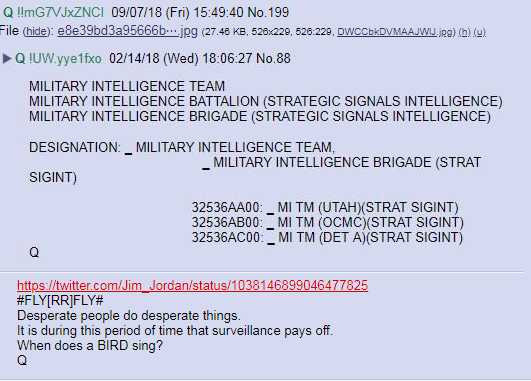 Q !!mG7VJxZNCI 09/07/18 (Fri) 15:49:40 No.199
File (hide): e8e39bd3a95666b⋯.jpg (27.46 KB, 526x229, 526:229, DWCCbkDVMAAJWlJ.jpg) (h) (u)
▶Q !UW.yye1fxo 02/14/18 (Wed) 18:06:27 No.88
MILITARY INTELLIGENCE TEAM
MILITARY INTELLIGENCE BATTALION (STRATEGIC SIGNALS INTELLIGENCE)
MILITARY INTELLIGENCE BRIGADE (STRATEGIC SIGNALS INTELLIGENCE)
DESIGNATION: _ MILITARY INTELLIGENCE TEAM,
_ MILITARY INTELLIGENCE BRIGADE (STRAT
SIGINT)
32536AA00: _ MI TM (UTAH)(STRAT SIGINT)
32536AB00: _ MI TM (OCMC)(STRAT SIGINT)
32536AC00: _ MI TM (DET A)(STRAT SIGINT)
Q
https://twitter.com/Jim_Jordan/status/1038146899046477825
#FLY[RR]FLY#
Desperate people do desperate things.
It is during this period of time that surveillance pays off.
When does a BIRD sing?
Q